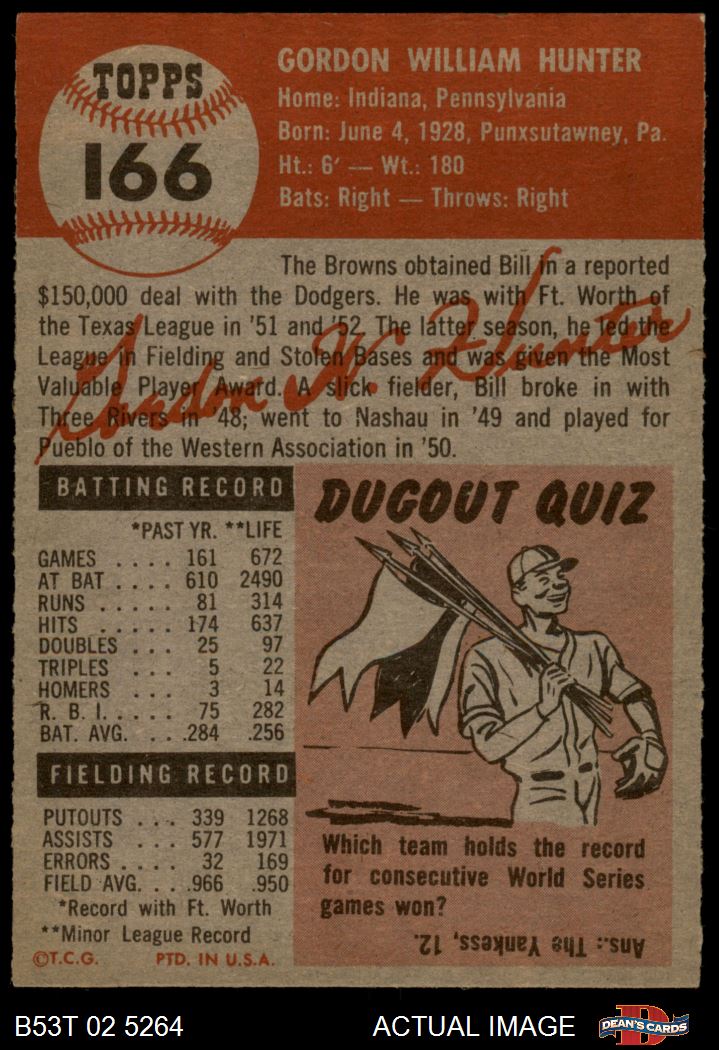 TOPPS
166
GORDON WILLIAM HUNTER
Home: Indiana, Pennsylvania
Born: June 4, 1928, Punxsutawney, Pa.
Ht.: 6′ — Wt.: 180
Bats: Right — Throws: Right
The Browns obtained Bill in a reported
$150,000 deal with the Dodgers. He was with Ft. Worth of
the Texas League in '51 and '52. The latter season, he led the
League in Fielding and Stolen Bases and was given the Most
Valuable Player Award. A slick fielder, Bill broke in with
Three Rivers in '48; went to Nashau in '49 and played for
Pueblo of the Western Association in '50.
Gordon W. Hunter
BATTING RECORD
*PAST YR. **LIFE
GAMES .... 161 672
AT BAT .... 610 2490
RUNS ..... 81 314
HITS ..... 174 637
DOUBLES .. 25 97
TRIPLES ... 5 22
HOMERS ... 3 14
R. B. I. ..... 75 282
BAT. AVG. . .284 .256
FIELDING RECORD
PUTOUTS ... 339 1268
ASSISTS ... 577 1971
ERRORS .... 32 169
FIELD AVG. . .966 .950
*Record with Ft. Worth
**Minor League Record
©T.C.G. PTD. IN U.S.A.
DUGOUT QUIZ
Which team holds the record
for consecutive World Series
games won?
Ans.: The Yankess, 12.
B53T 02 5264
ACTUAL IMAGE
D
DEAN'S CARDS